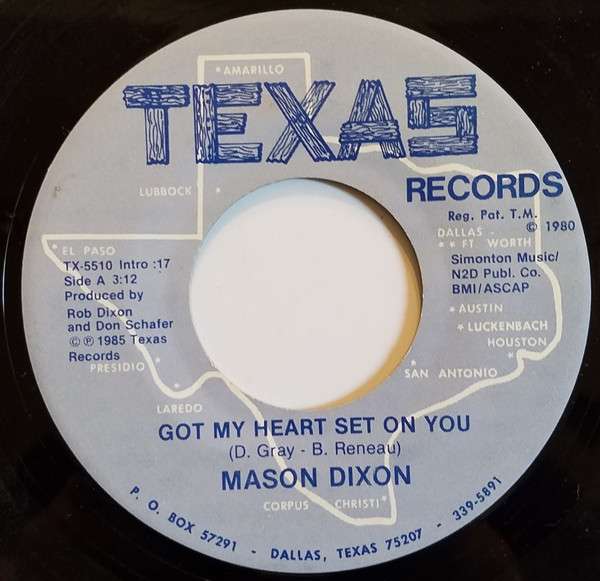 TEXAS
RECORDS
Reg. Pat. T.M.
© 1980
*AMARILLO
LUBBOCK *
DALLAS -
** FT WORTH
* EL PASO
TX-5510 Intro :17
Side A 3:12
Produced by
Rob Dixon
and Don Schafer
© ℗ 1985 Texas
Records
Simonton Music/
N2D Publ. Co.
BMI/ASCAP
* AUSTIN
* LUCKENBACH
HOUSTON *
PRESIDIO *
* SAN ANTONIO
LAREDO *
GOT MY HEART SET ON YOU
(D. Gray - B. Reneau)
MASON DIXON
CORPUS CHRISTI *
P. O. BOX 57291 - DALLAS, TEXAS 75207 - 339-5891